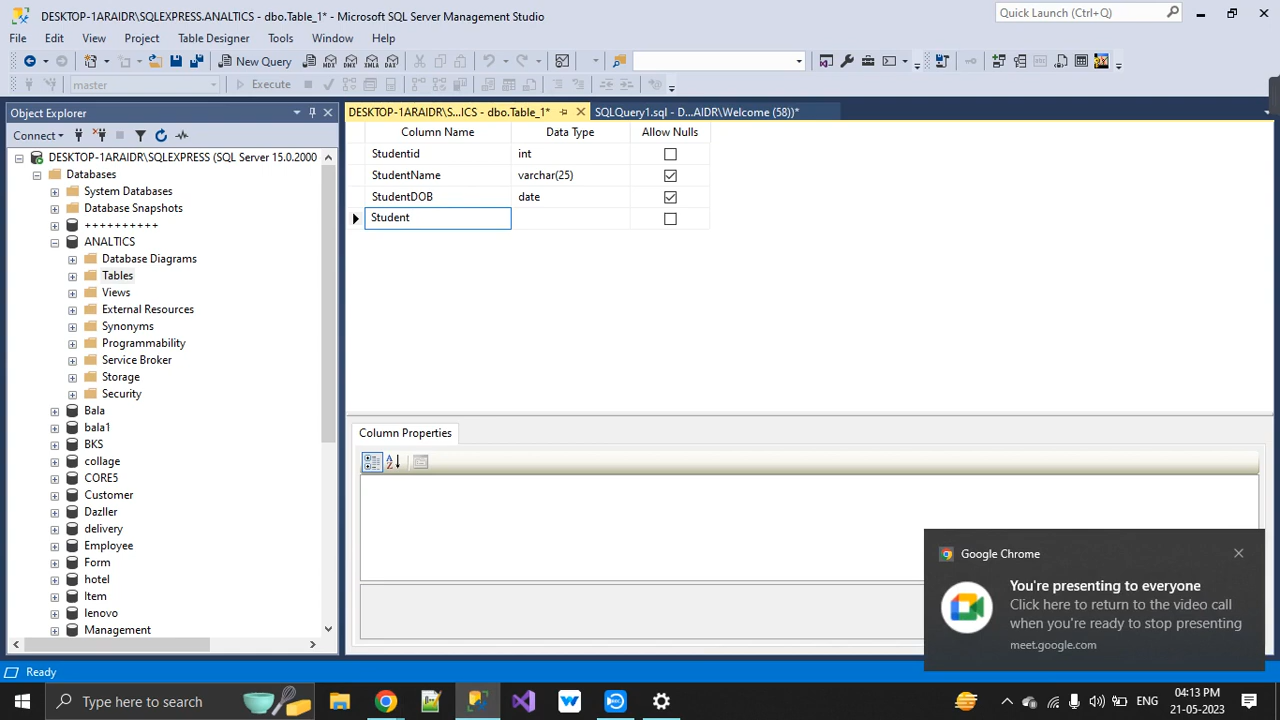 DESKTOP-1ARAIDR\SQLEXPRESS.ANALTICS - dbo.Table_1* - Microsoft SQL Server Management Studio
Quick Launch (Ctrl+Q)
File Edit View Project Table Designer Tools Window Help
New Query
MDX DMX XMLA DAX
master Execute
Object Explorer
DESKTOP-1ARAIDR\S...ICS - dbo.Table_1* SQLQuery1.sql - D...AIDR\Welcome (58))*
Connect
Column Name Data Type Allow Nulls
Studentid int
StudentName varchar(25)
StudentDOB date
Student
DESKTOP-1ARAIDR\SQLEXPRESS (SQL Server 15.0.2000
Databases
System Databases
Database Snapshots
++++++++++
ANALTICS
Database Diagrams
Tables
Views
External Resources
Synonyms
Programmability
Service Broker
Storage
Security
Bala
bala1
BKS
collage
CORE5
Customer
Dazller
delivery
Employee
Form
hotel
Item
lenovo
Management
Column Properties
Google Chrome
You're presenting to everyone
Click here to return to the video call
when you're ready to stop presenting
meet.google.com
Ready
Type here to search
ENG
04:13 PM
21-05-2023